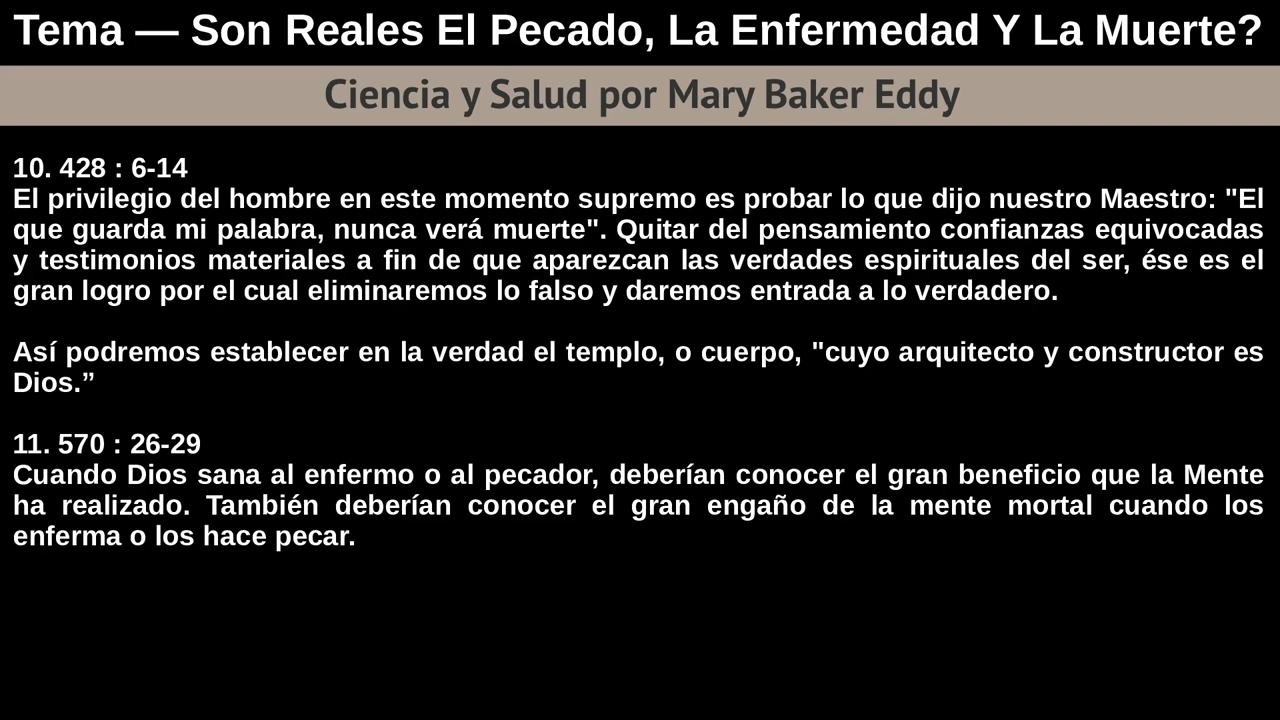 Tema — Son Reales El Pecado, La Enfermedad Y La Muerte?
Ciencia y Salud por Mary Baker Eddy
10. 428 : 6-14
El privilegio del hombre en este momento supremo es probar lo que dijo nuestro Maestro: "El
que guarda mi palabra, nunca verá muerte". Quitar del pensamiento confianzas equivocadas
y testimonios materiales a fin de que aparezcan las verdades espirituales del ser, ése es el
gran logro por el cual eliminaremos lo falso y daremos entrada a lo verdadero.
Así podremos establecer en la verdad el templo, o cuerpo, "cuyo arquitecto y constructor es
Dios.”
11. 570 : 26-29
Cuando Dios sana al enfermo o al pecador, deberían conocer el gran beneficio que la Mente
ha realizado. También deberían conocer el gran engaño de la mente mortal cuando los
enferma o los hace pecar.